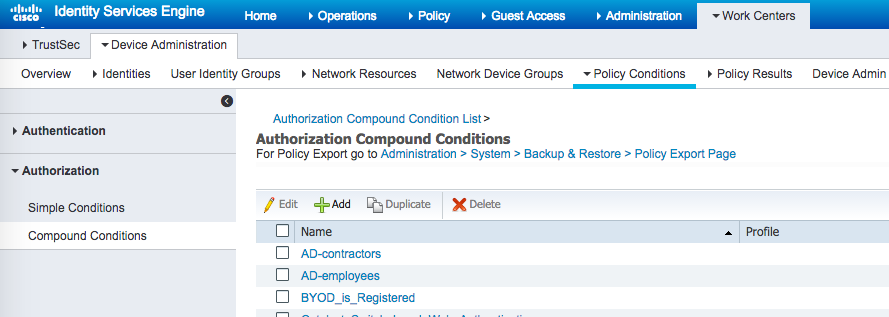 CISCO Identity Services Engine Home Operations Policy Guest Access Administration Work Centers
TrustSec Device Administration
Overview Identities User Identity Groups Network Resources Network Device Groups Policy Conditions Policy Results Device Admin
Authentication
Authorization
Simple Conditions
Compound Conditions
Authorization Compound Condition List >
Authorization Compound Conditions
For Policy Export go to Administration > System > Backup & Restore > Policy Export Page
Edit Add Duplicate Delete
Name Profile
AD-contractors
AD-employees
BYOD_is_Registered